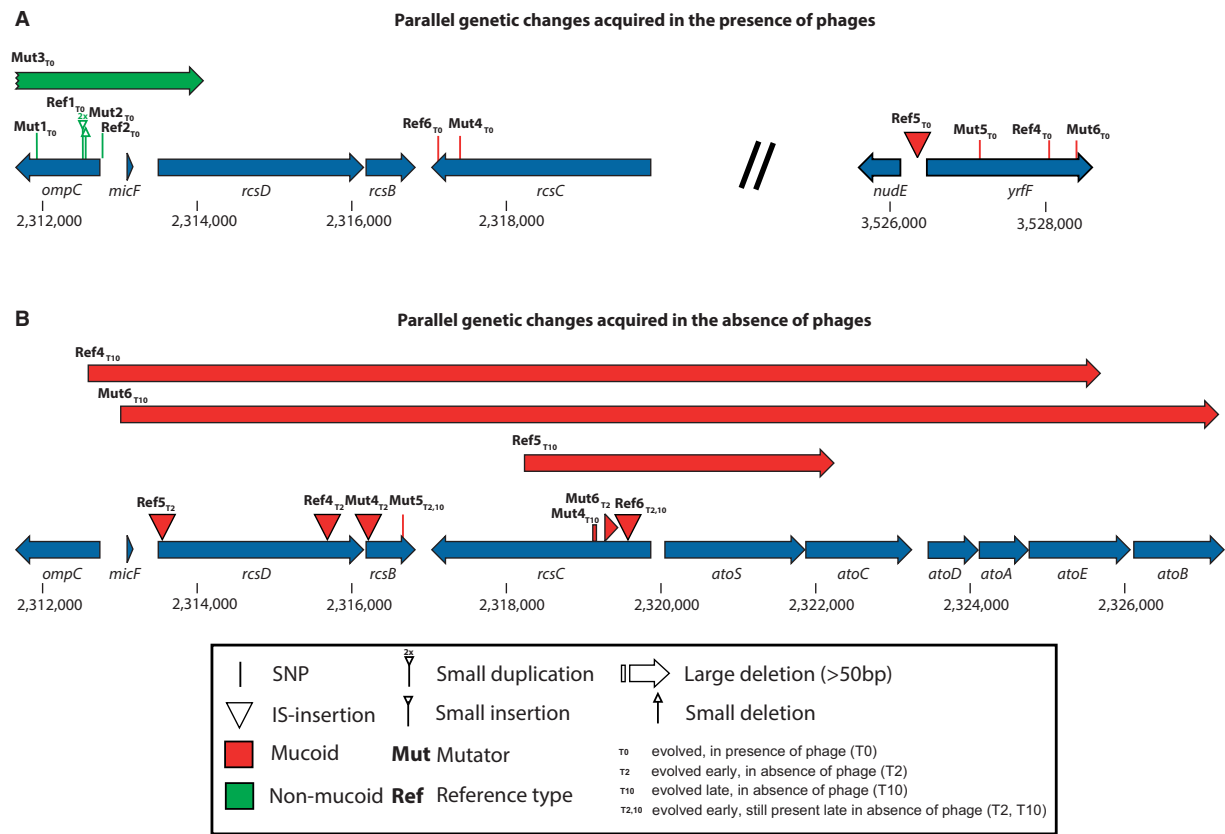 A
Parallel genetic changes acquired in the presence of phages
Mut3T0
Ref1T0
2x
Mut2T0
Mut1T0
Ref2T0
Ref6T0 Mut4T0
Ref5T0
Mut5T0 Ref4T0 Mut6T0
ompC micF rcsD rcsB rcsC nudE yrfF
2,312,000 2,314,000 2,316,000 2,318,000 3,526,000 3,528,000
B
Parallel genetic changes acquired in the absence of phages
Ref4T10
Mut6T10
Ref5T10
Ref5T2 Ref4T2 Mut4T2 Mut5T2,10 Mut6T2 Ref6T2,10
Mut4T10
ompC micF rcsD rcsB rcsC atoS atoC atoD atoA atoE atoB
2,312,000 2,314,000 2,316,000 2,318,000 2,320,000 2,322,000 2,324,000 2,326,000
SNP
2x
Small duplication
Large deletion (>50bp)
IS-insertion
Small insertion
Small deletion
Mucoid
Mut Mutator
Non-mucoid
Ref Reference type
T0 evolved, in presence of phage (T0)
T2 evolved early, in absence of phage (T2)
T10 evolved late, in absence of phage (T10)
T2,10 evolved early, still present late in absence of phage (T2, T10)